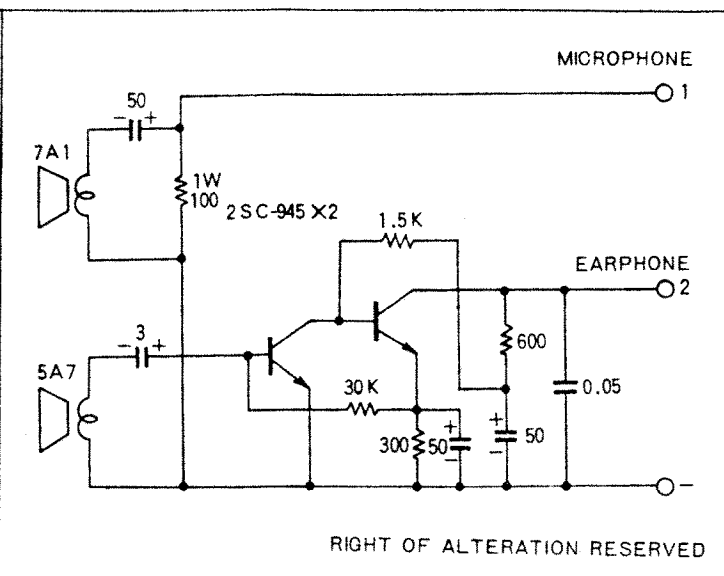 MICROPHONE
1
50
- +
7A1
1W
100
2SC-945 X2
1.5K
EARPHONE
2
3
- +
5A7
30K
600
0.05
300
50
+
-
50
+
-
-
RIGHT OF ALTERATION RESERVED